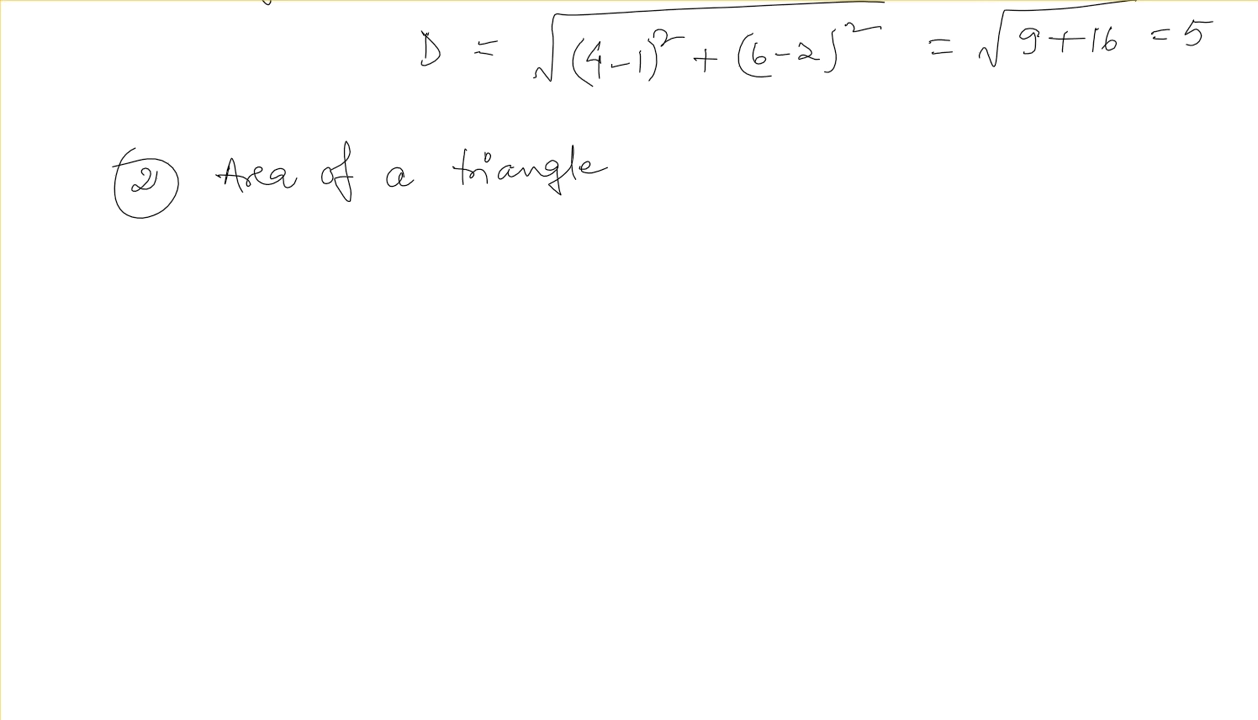 D = √(4-1)² + (6-2)² = √9+16 = 5
② Area of a triangle